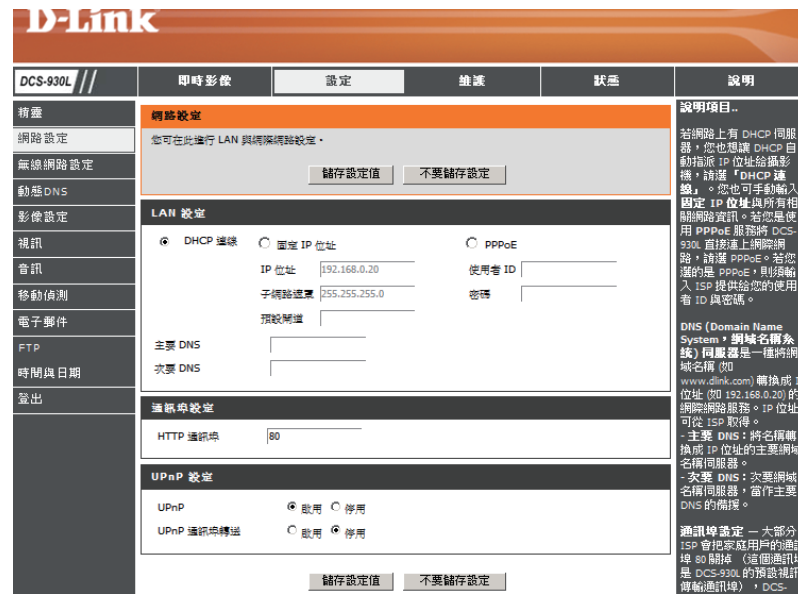 D-Link
DCS-930L //
即時影像
設定
維護
狀態
說明
精靈
網路設定
無線網路設定
動態DNS
影像設定
視訊
音訊
移動偵測
電子郵件
FTP
時間與日期
登出
網路設定
您可在此進行 LAN 與網際網路設定。
儲存設定值
不要儲存設定
LAN 設定
DHCP 連線
固定 IP 位址
PPPoE
IP 位址
192.168.0.20
使用者 ID
子網路遮罩
255.255.255.0
密碼
預設閘道
主要 DNS
次要 DNS
通訊埠設定
HTTP 通訊埠
80
UPnP 設定
UPnP
啟用
停用
UPnP 通訊埠轉送
啟用
停用
儲存設定值
不要儲存設定
說明項目..
若網路上有 DHCP 伺服
器，您也想讓 DHCP 自
動指派 IP 位址給攝影
機，請選「DHCP 連
線」。您也可手動輸入
固定 IP 位址與所有相
關網路資訊。若您是使
用 PPPoE 服務將 DCS-
930L 直接連上網際網
路，請選 PPPoE。若您
選的是 PPPoE，則須輸
入 ISP 提供給您的使用
者 ID 與密碼。
DNS (Domain Name
System，網域名稱系
統) 伺服器是一種將網
域名稱 (如
www.dlink.com) 轉換成 I
位址 (如 192.168.0.20) 的
網際網路服務。IP 位址
可從 ISP 取得。
- 主要 DNS：將名稱轉
換成 IP 位址的主要網域
名稱伺服器。
- 次要 DNS：次要網域
名稱伺服器，當作主要
DNS 的備援。
通訊埠設定 — 大部分
ISP 會把家庭用戶的通訊
埠 80 關掉 （這個通訊埠
是 DCS-930L 的預設視訊
傳輸通訊埠），DCS-